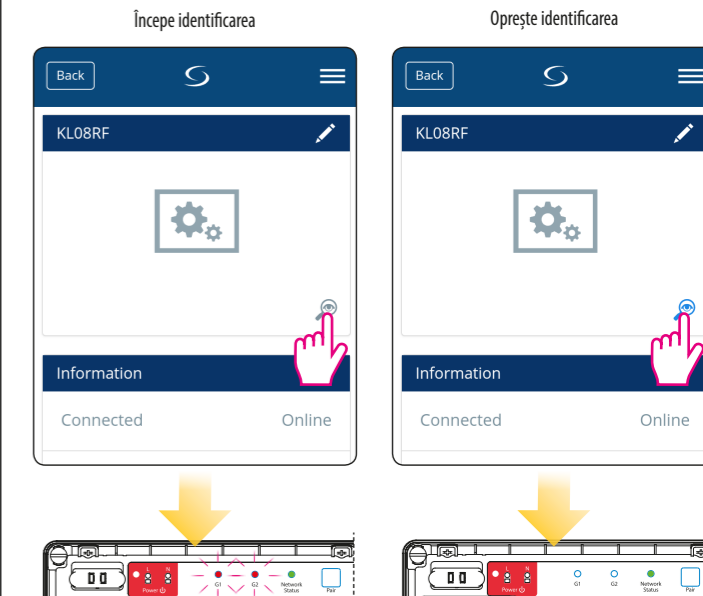 Începe identificarea
Back
KL08RF
Information
Connected Online
L N
Power
G1 G2 Network Status Pair
Oprește identificarea
Back
KL08RF
Information
Connected Online
L N
Power
G1 G2 Network Status Pair